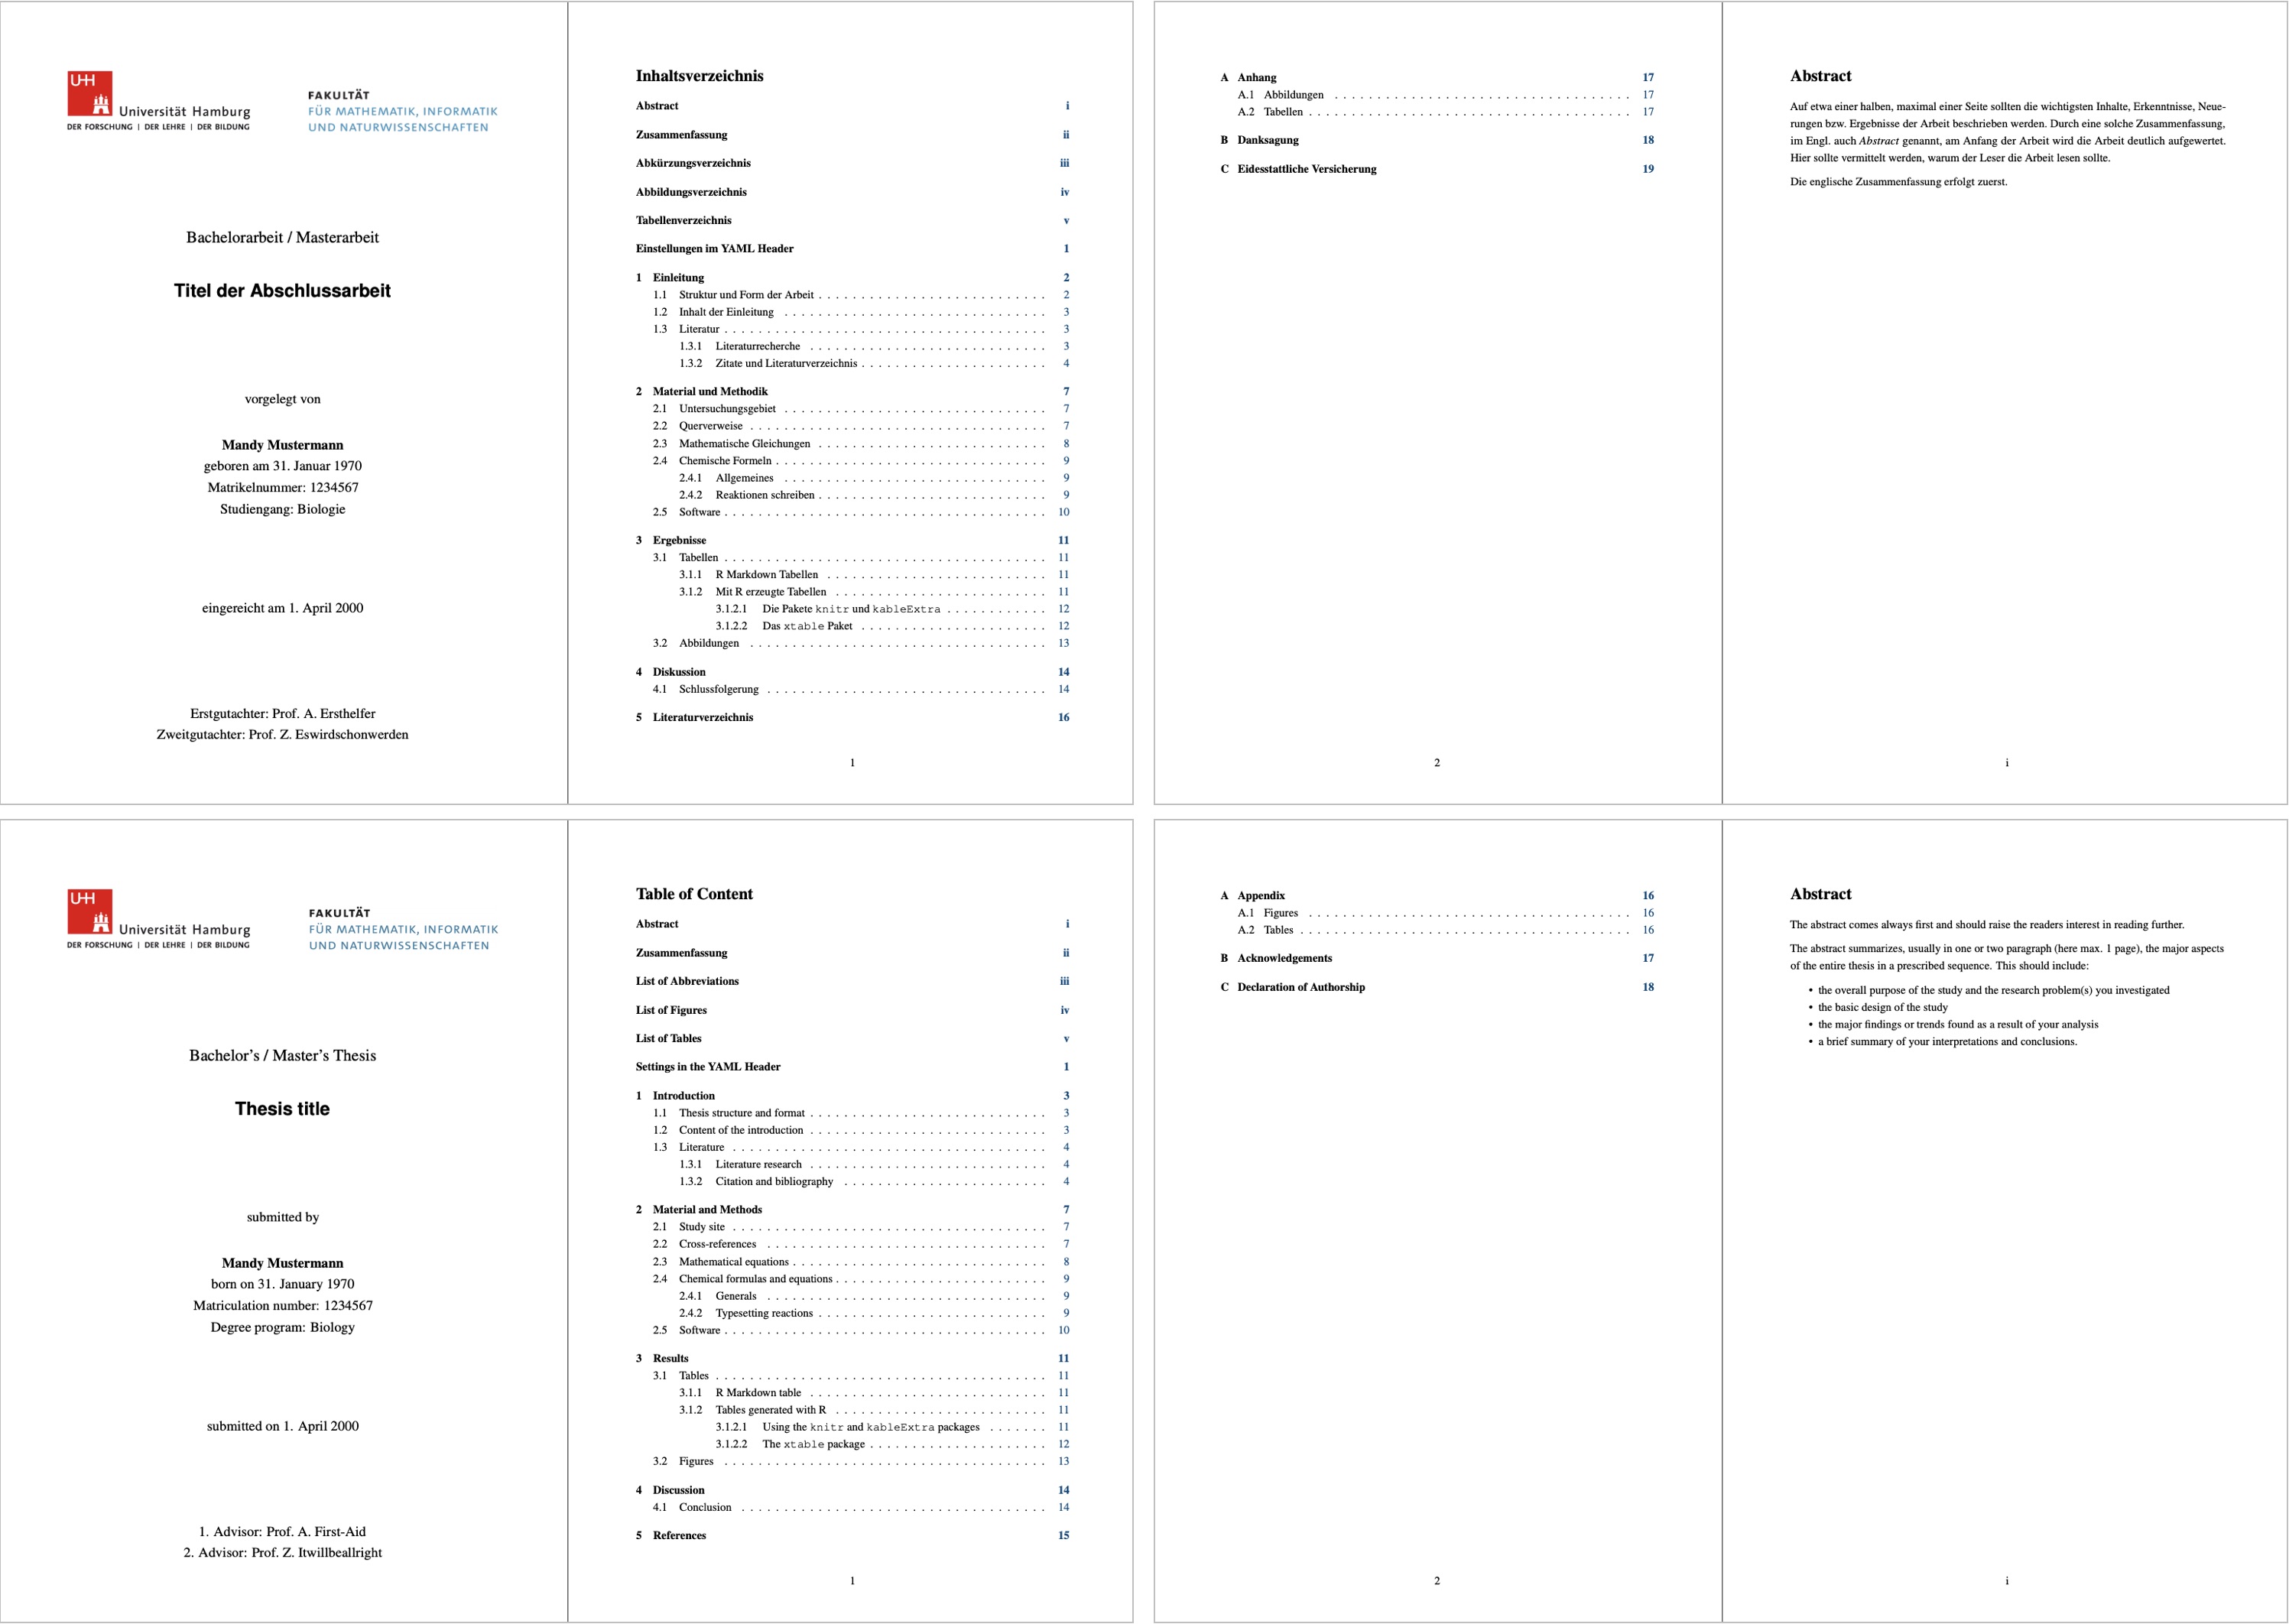 UHH
Universität Hamburg
DER FORSCHUNG | DER LEHRE | DER BILDUNG
FAKULTÄT
FÜR MATHEMATIK, INFORMATIK
UND NATURWISSENSCHAFTEN
Bachelorarbeit / Masterarbeit
Titel der Abschlussarbeit
vorgelegt von
Mandy Mustermann
geboren am 31. Januar 1970
Matrikelnummer: 1234567
Studiengang: Biologie
eingereicht am 1. April 2000
Erstgutachter: Prof. A. Ersthelfer
Zweitgutachter: Prof. Z. Eswirdschonwerden
Inhaltsverzeichnis
Abstract i
Zusammenfassung ii
Abkürzungsverzeichnis iii
Abbildungsverzeichnis iv
Tabellenverzeichnis v
Einstellungen im YAML Header 1
1 Einleitung 2
1.1 Struktur und Form der Arbeit 2
1.2 Inhalt der Einleitung 3
1.3 Literatur 3
1.3.1 Literaturrecherche 3
1.3.2 Zitate und Literaturverzeichnis 4
2 Material und Methodik 7
2.1 Untersuchungsgebiet 7
2.2 Querverweise 7
2.3 Mathematische Gleichungen 8
2.4 Chemische Formeln 9
2.4.1 Allgemeines 9
2.4.2 Reaktionen schreiben 9
2.5 Software 10
3 Ergebnisse 11
3.1 Tabellen 11
3.1.1 R Markdown Tabellen 11
3.1.2 Mit R erzeugte Tabellen 11
3.1.2.1 Die Pakete knitr und kableExtra 12
3.1.2.2 Das xtable Paket 12
3.2 Abbildungen 13
4 Diskussion 14
4.1 Schlussfolgerung 14
5 Literaturverzeichnis 16
1
A Anhang 17
A.1 Abbildungen 17
A.2 Tabellen 17
B Danksagung 18
C Eidesstattliche Versicherung 19
2
Abstract
Auf etwa einer halben, maximal einer Seite sollten die wichtigsten Inhalte, Erkenntnisse, Neue-
rungen bzw. Ergebnisse der Arbeit beschrieben werden. Durch eine solche Zusammenfassung,
im Engl. auch Abstract genannt, am Anfang der Arbeit wird die Arbeit deutlich aufgewertet.
Hier sollte vermittelt werden, warum der Leser die Arbeit lesen sollte.
Die englische Zusammenfassung erfolgt zuerst.
i
UHH
Universität Hamburg
DER FORSCHUNG | DER LEHRE | DER BILDUNG
FAKULTÄT
FÜR MATHEMATIK, INFORMATIK
UND NATURWISSENSCHAFTEN
Bachelor's / Master's Thesis
Thesis title
submitted by
Mandy Mustermann
born on 31. January 1970
Matriculation number: 1234567
Degree program: Biology
submitted on 1. April 2000
1. Advisor: Prof. A. First-Aid
2. Advisor: Prof. Z. Itwillbeallright
Table of Content
Abstract i
Zusammenfassung ii
List of Abbreviations iii
List of Figures iv
List of Tables v
Settings in the YAML Header 1
1 Introduction 3
1.1 Thesis structure and format 3
1.2 Content of the introduction 3
1.3 Literature 4
1.3.1 Literature research 4
1.3.2 Citation and bibliography 4
2 Material and Methods 7
2.1 Study site 7
2.2 Cross-references 7
2.3 Mathematical equations 8
2.4 Chemical formulas and equations 9
2.4.1 Generals 9
2.4.2 Typesetting reactions 9
2.5 Software 10
3 Results 11
3.1 Tables 11
3.1.1 R Markdown table 11
3.1.2 Tables generated with R 11
3.1.2.1 Using the knitr and kableExtra packages 11
3.1.2.2 The xtable package 12
3.2 Figures 13
4 Discussion 14
4.1 Conclusion 14
5 References 15
1
A Appendix 16
A.1 Figures 16
A.2 Tables 16
B Acknowledgements 17
C Declaration of Authorship 18
2
Abstract
The abstract comes always first and should raise the readers interest in reading further.
The abstract summarizes, usually in one or two paragraph (here max. 1 page), the major aspects
of the entire thesis in a prescribed sequence. This should include:
• the overall purpose of the study and the research problem(s) you investigated
• the basic design of the study
• the major findings or trends found as a result of your analysis
• a brief summary of your interpretations and conclusions.
i